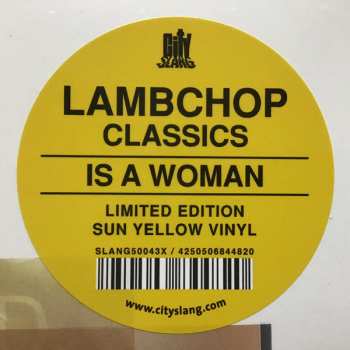 City
SLANG
LAMBCHOP
CLASSICS
IS A WOMAN
LIMITED EDITION
SUN YELLOW VINYL
SLANG50043X / 4250506844820
www.cityslang.com